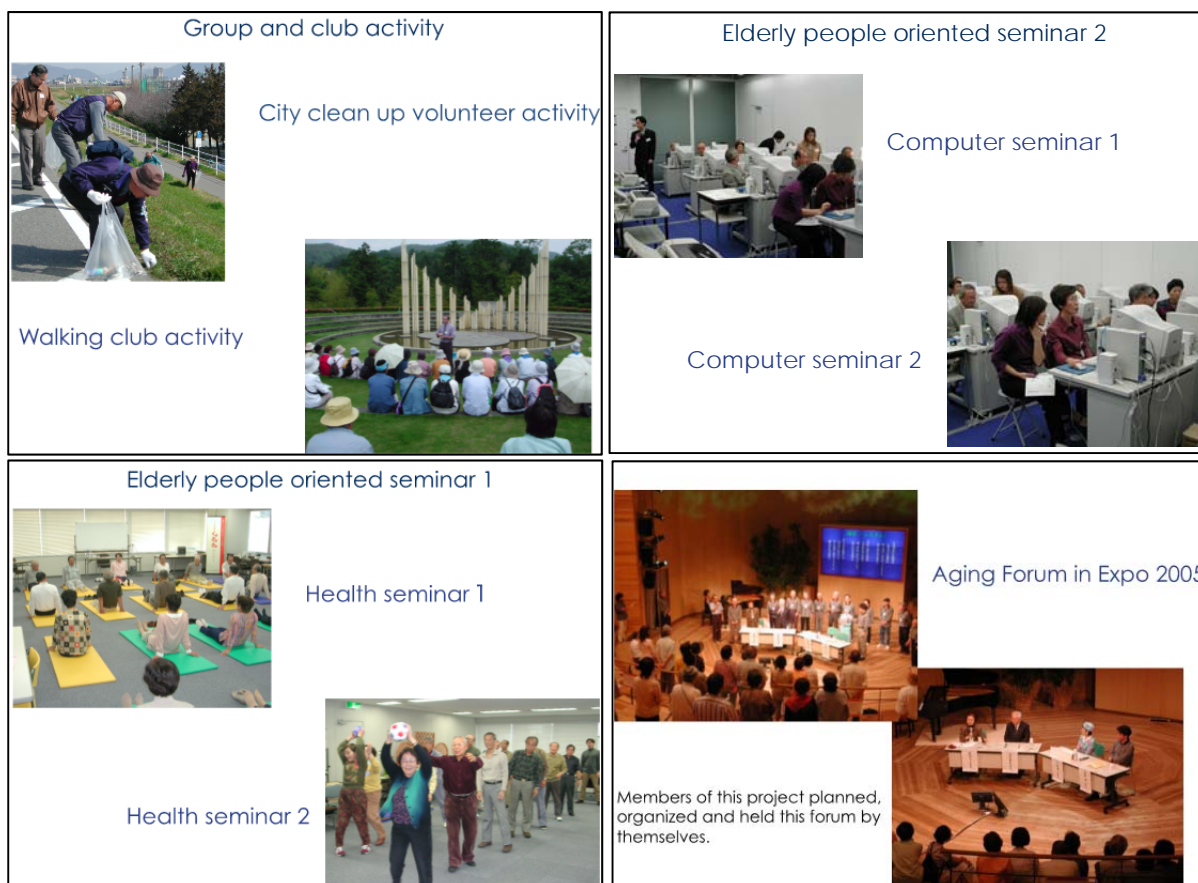 Group and club activity
City clean up volunteer activity
Walking club activity
Elderly people oriented seminar 2
Computer seminar 1
Computer seminar 2
Elderly people oriented seminar 1
Health seminar 1
Health seminar 2
Aging Forum in Expo 2005
Members of this project planned,
organized and held this forum by
themselves.